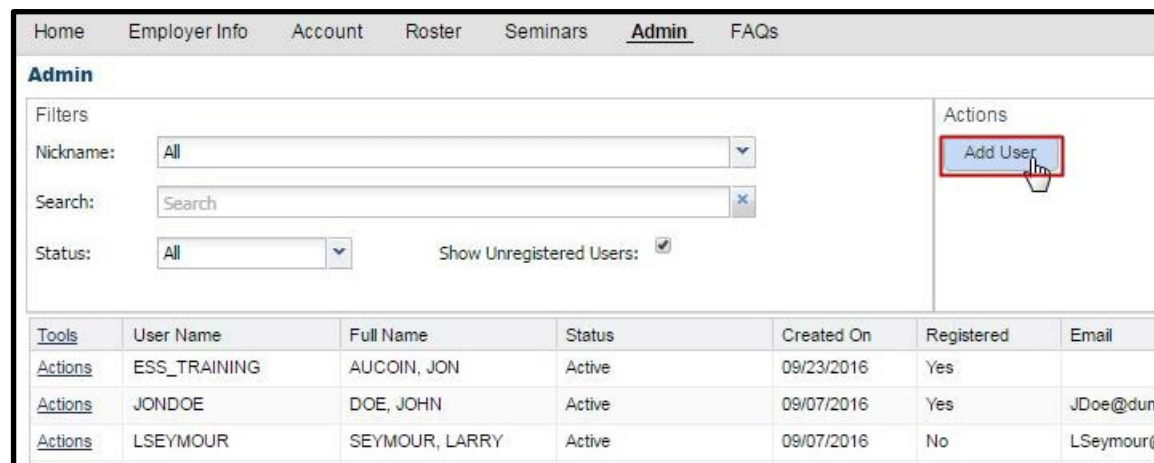 Home Employer Info Account Roster Seminars Admin FAQs
Admin
Filters
Actions
Nickname: All
Add User
Search: Search
Status: All Show Unregistered Users:
Tools User Name Full Name Status Created On Registered Email
Actions ESS_TRAINING AUCOIN, JON Active 09/23/2016 Yes
Actions JONDOE DOE, JOHN Active 09/07/2016 Yes JDoe@dum
Actions LSEYMOUR SEYMOUR, LARRY Active 09/07/2016 No LSeymour@